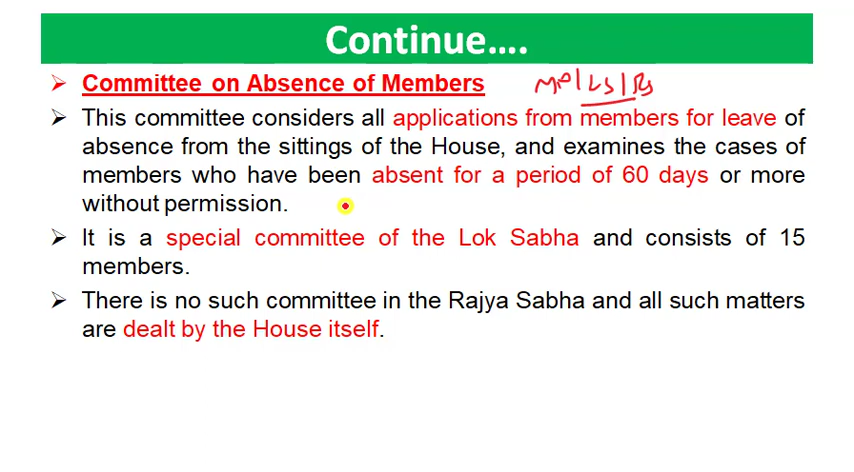 Continue....
➢ Committee on Absence of Members MP/LS/RS
➢ This committee considers all applications from members for leave of
absence from the sittings of the House, and examines the cases of
members who have been absent for a period of 60 days or more
without permission.
➢ It is a special committee of the Lok Sabha and consists of 15
members.
➢ There is no such committee in the Rajya Sabha and all such matters
are dealt by the House itself.